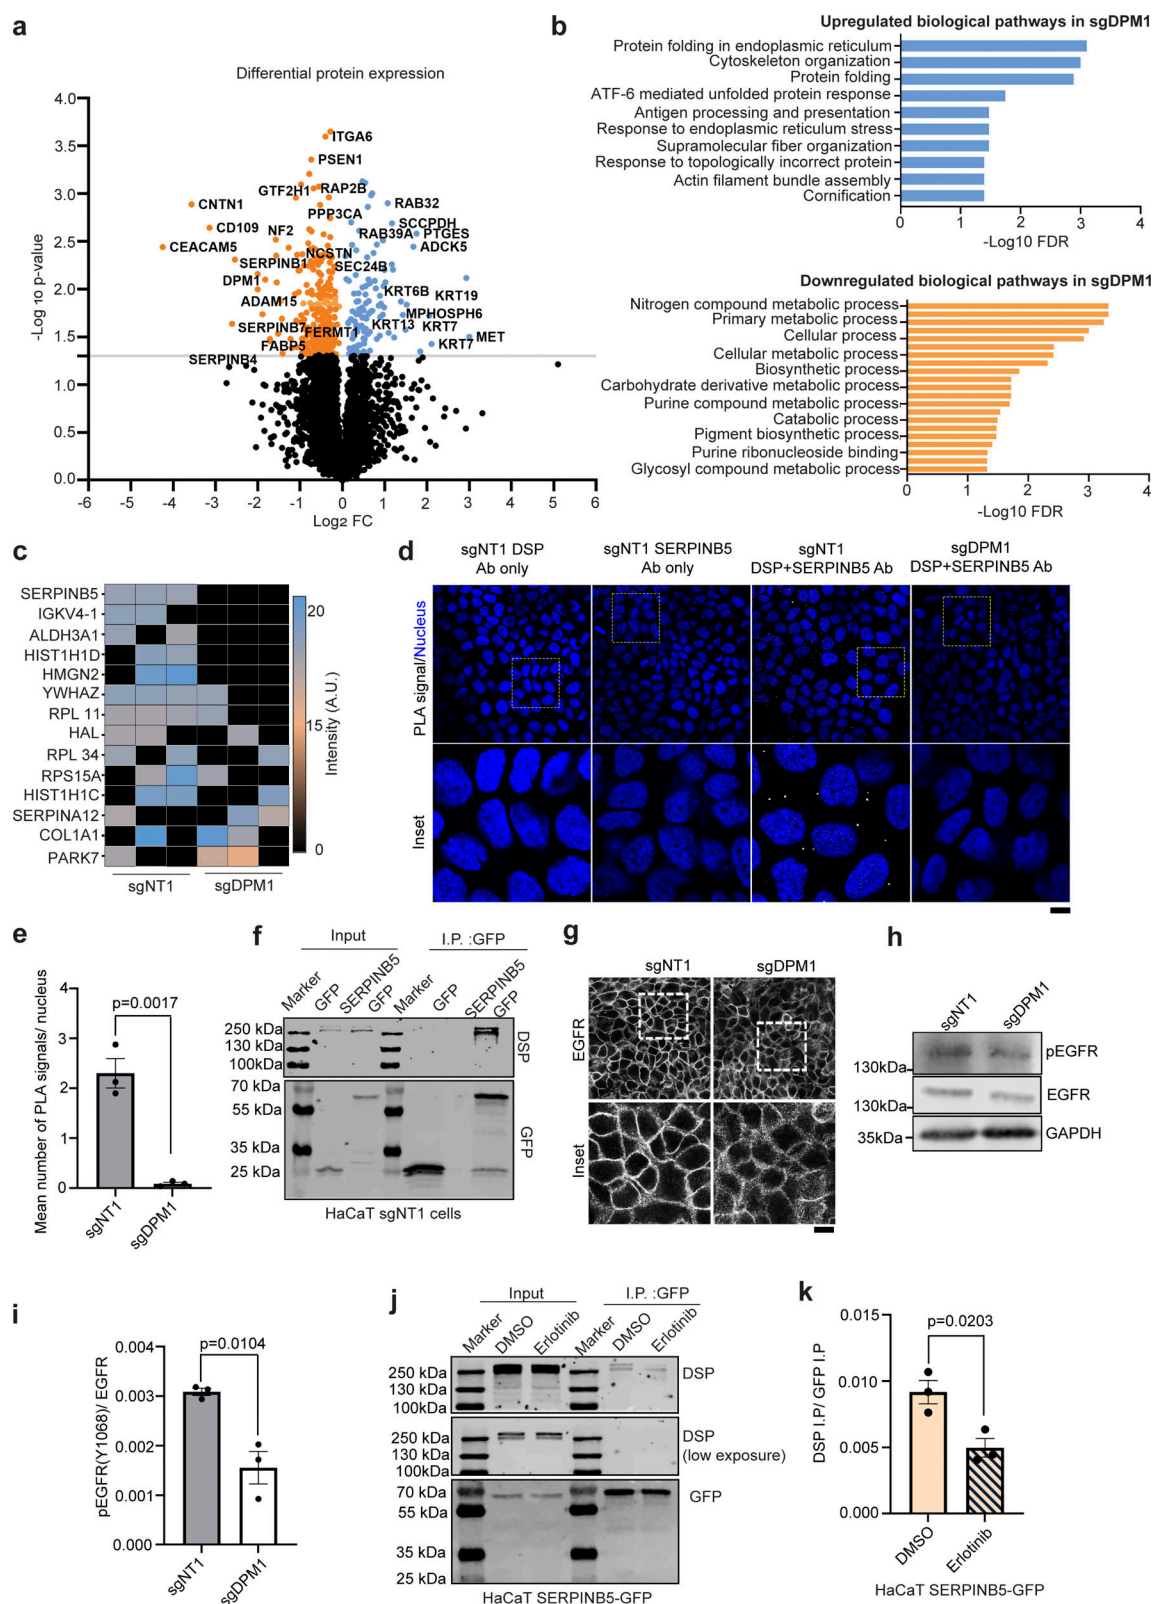 a
Differential protein expression
-Log 10 p-value
4.0
3.5
3.0
2.5
2.0
1.5
1.0
0.5
0.0
ITGA6
PSEN1
GTF2H1
RAP2B
CNTN1
PPP3CA
RAB32
CD109
NF2
SCCPDH
RAB39A
PTGES
CEACAM5
NCSTN
ADCK5
SERPINB1
SEC24B
DPM1
KRT6B
KRT19
ADAM15
MPHOSPH6
SERPINB7
FERMT1
KRT13
KRT7
FABP5
MET
KRT7
SERPINB4
-6 -5 -4 -3 -2 -1 0 1 2 3 4 5 6
Log2 FC
b
Upregulated biological pathways in sgDPM1
Protein folding in endoplasmic reticulum
Cytoskeleton organization
Protein folding
ATF-6 mediated unfolded protein response
Antigen processing and presentation
Response to endoplasmic reticulum stress
Supramolecular fiber organization
Response to topologically incorrect protein
Actin filament bundle assembly
Cornification
0 1 2 3 4
-Log10 FDR
Downregulated biological pathways in sgDPM1
Nitrogen compound metabolic process
Primary metabolic process
Cellular process
Cellular metabolic process
Biosynthetic process
Carbohydrate derivative metabolic process
Purine compound metabolic process
Catabolic process
Pigment biosynthetic process
Purine ribonucleoside binding
Glycosyl compound metabolic process
0 1 2 3 4
-Log10 FDR
c
SERPINB5
IGKV4-1
ALDH3A1
HIST1H1D
HMGN2
YWHAZ
RPL 11
HAL
RPL 34
RPS15A
HIST1H1C
SERPINA12
COL1A1
PARK7
sgNT1 sgDPM1
20
15
0
Intensity (A.U.)
d
sgNT1 DSP
Ab only
sgNT1 SERPINB5
Ab only
sgNT1
DSP+SERPINB5 Ab
sgDPM1
DSP+SERPINB5 Ab
PLA signal/Nucleus
Inset
e
Mean number of PLA signals/ nucleus
4
3
2
1
0
p=0.0017
sgNT1
sgDPM1
f
Input I.P. :GFP
Marker
GFP
SERPINB5
GFP
Marker
GFP
SERPINB5
GFP
250 kDa
130 kDa
100kDa
DSP
70 kDa
55 kDa
35 kDa
25 kDa
GFP
HaCaT sgNT1 cells
g
sgNT1 sgDPM1
EGFR
Inset
h
sgNT1
sgDPM1
130kDa
pEGFR
130kDa
EGFR
35kDa
GAPDH
i
pEGFR(Y1068)/ EGFR
0.004
0.003
0.002
0.001
0.000
p=0.0104
sgNT1
sgDPM1
j
Input I.P. :GFP
Marker
DMSO
Erlotinib
Marker
DMSO
Erlotinib
250 kDa
130 kDa
100kDa
DSP
250 kDa
130 kDa
100kDa
DSP
(low exposure)
70 kDa
55 kDa
35 kDa
25 kDa
GFP
HaCaT SERPINB5-GFP
k
DSP I.P/ GFP I.P
0.015
0.010
0.005
0.000
p=0.0203
DMSO
Erlotinib
HaCaT SERPINB5-GFP